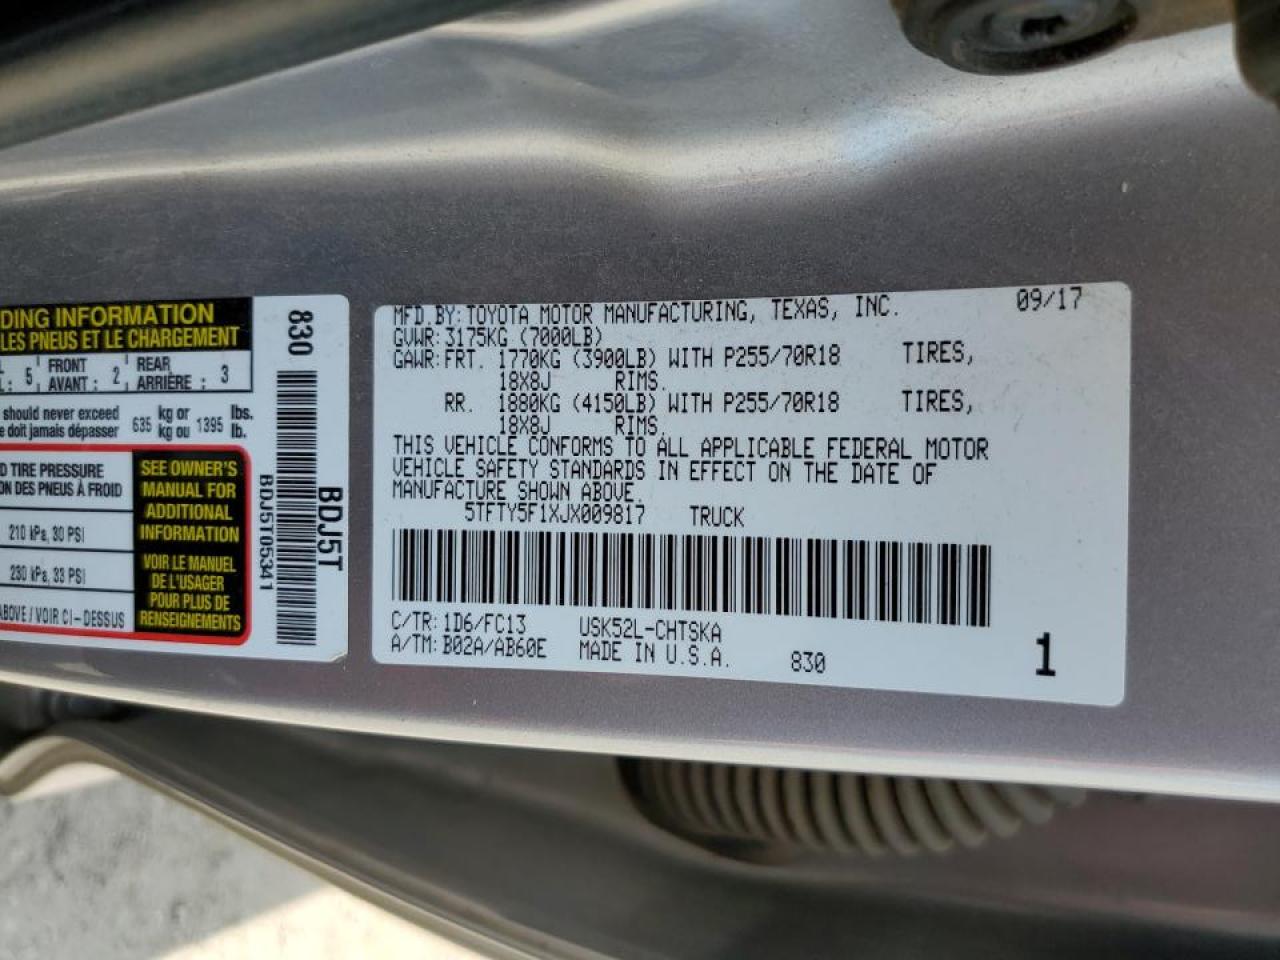 DING INFORMATION
LES PNEUS ET LE CHARGEMENT
: 5, FRONT AVANT : 2 REAR ARRIÈRE : 3
should never exceed 635 kg or 1395 lbs.
e doit jamais dépasser kg ou lb.
D TIRE PRESSURE
ON DES PNEUS À FROID
210 kPa, 30 PSI
230 kPa, 33 PSI
ABOVE / VOIR CI-DESSUS
SEE OWNER'S
MANUAL FOR
ADDITIONAL
INFORMATION
VOIR LE MANUEL
DE L'USAGER
POUR PLUS DE
RENSEIGNEMENTS
830
BDJ5T05341
BDJ5T
MFD.BY: TOYOTA MOTOR MANUFACTURING, TEXAS, INC. 09/17
GVWR: 3175KG (7000LB)
GAWR: FRT. 1770KG (3900LB) WITH P255/70R18 TIRES,
18X8J RIMS.
RR. 1880KG (4150LB) WITH P255/70R18 TIRES,
18X8J RIMS.
THIS VEHICLE CONFORMS TO ALL APPLICABLE FEDERAL MOTOR
VEHICLE SAFETY STANDARDS IN EFFECT ON THE DATE OF
MANUFACTURE SHOWN ABOVE.
5TFTY5F1XJX009817 TRUCK
C/TR: 1D6/FC13 USK52L-CHTSKA
A/TM: B02A/AB60E MADE IN U.S.A. 830 1